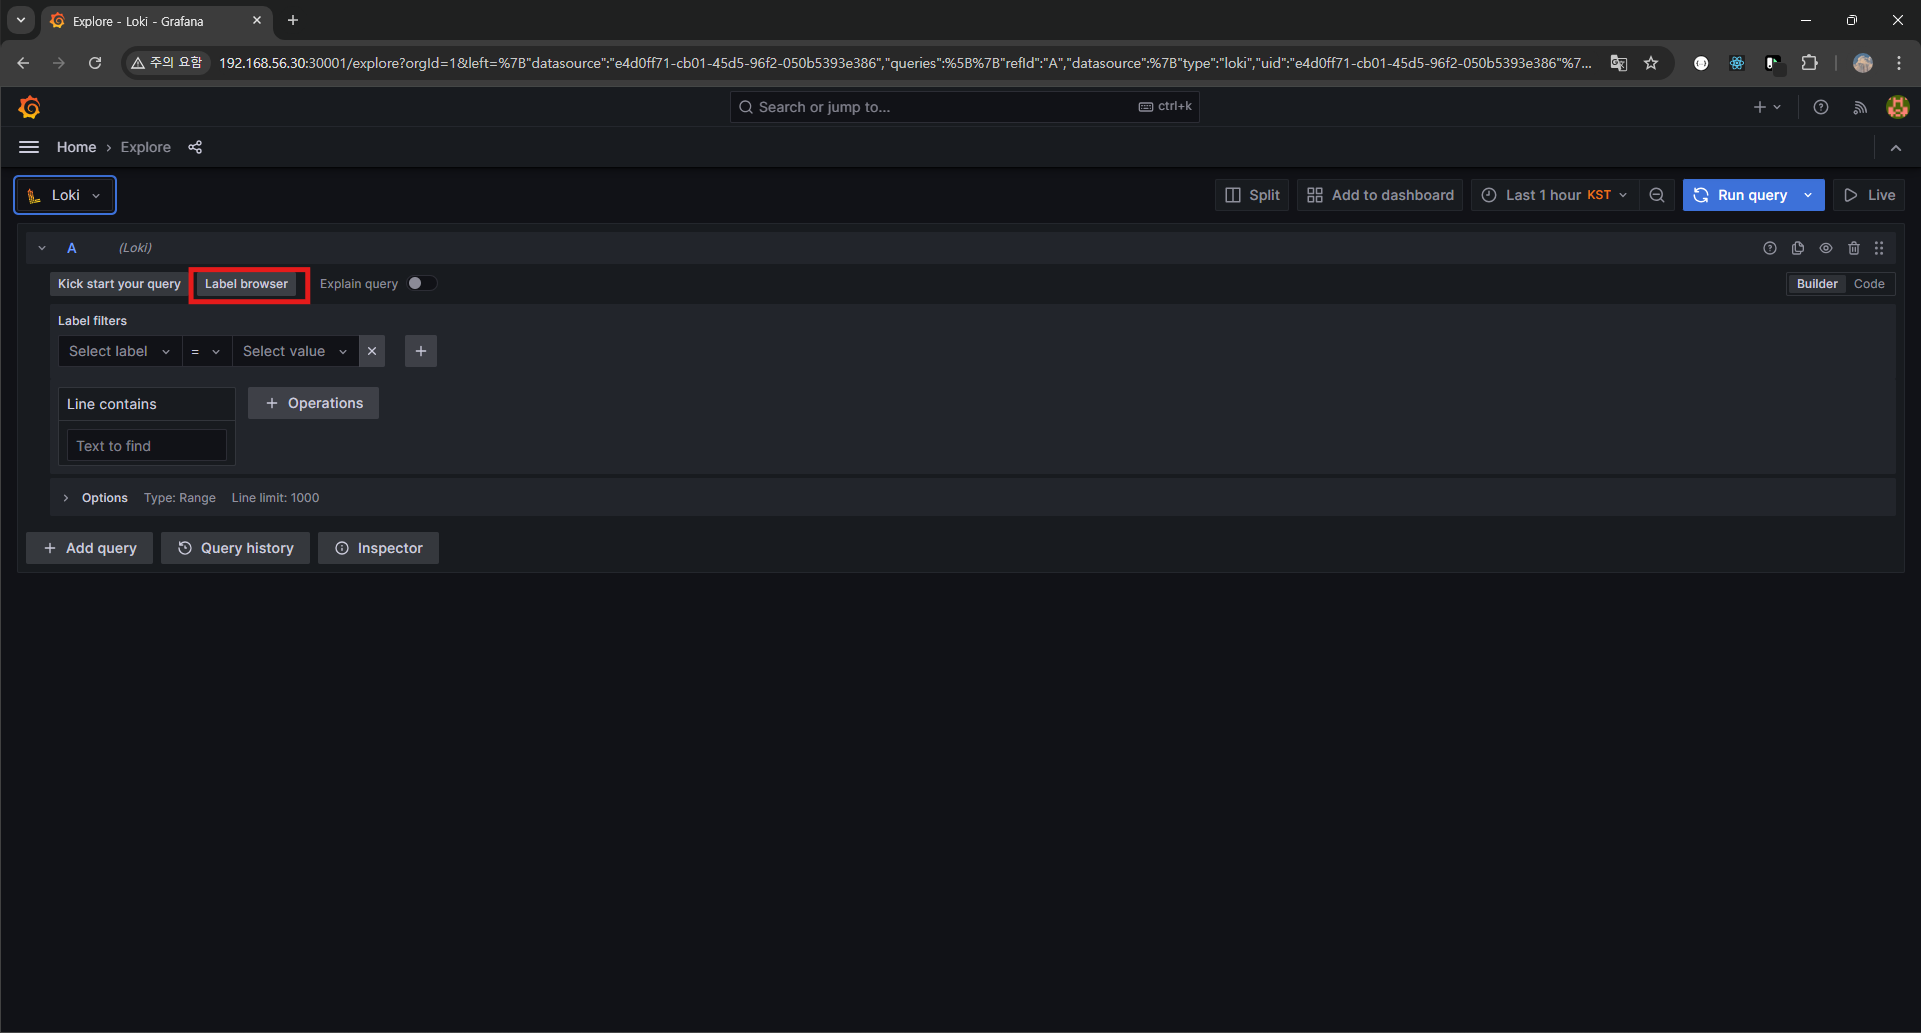 Explore - Loki - Grafana
주의 요함
192.168.56.30:30001/explore?orgId=1&left=%7B"datasource":"e4d0ff71-cb01-45d5-96f2-050b5393e386","queries":%5B%7B"refId":"A","datasource":%7B"type":"loki","uid":"e4d0ff71-cb01-45d5-96f2-050b5393e386"%7...
Search or jump to...
ctrl+k
Home › Explore
Loki
Split
Add to dashboard
Last 1 hour KST
Run query
Live
A (Loki)
Kick start your query
Label browser
Explain query
Builder
Code
Label filters
Select label
=
Select value
Line contains
+ Operations
Text to find
Options Type: Range Line limit: 1000
+ Add query
Query history
Inspector